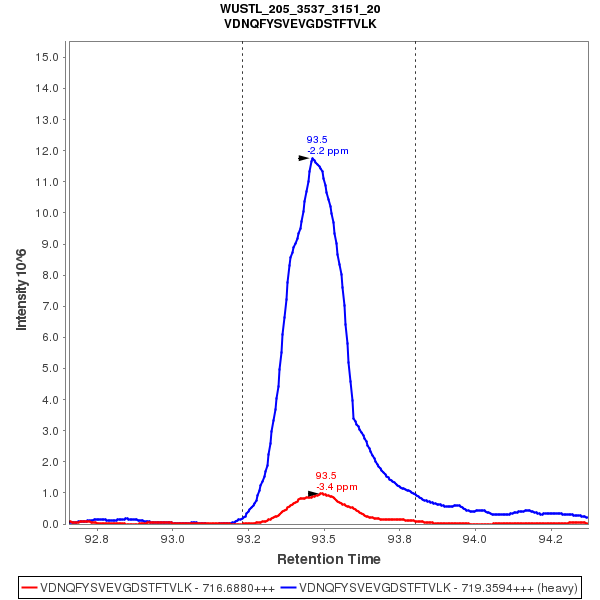 WUSTL_205_3537_3151_20
VDNQFYSVEVGDSTFTVLK
Intensity 10^6
15.0
14.0
13.0
12.0
11.0
10.0
9.0
8.0
7.0
6.0
5.0
4.0
3.0
2.0
1.0
0.0
93.5
-2.2 ppm
93.5
-3.4 ppm
92.8 93.0 93.2 93.5 93.8 94.0 94.2
Retention Time
VDNQFYSVEVGDSTFTVLK - 716.6880+++ VDNQFYSVEVGDSTFTVLK - 719.3594+++ (heavy)